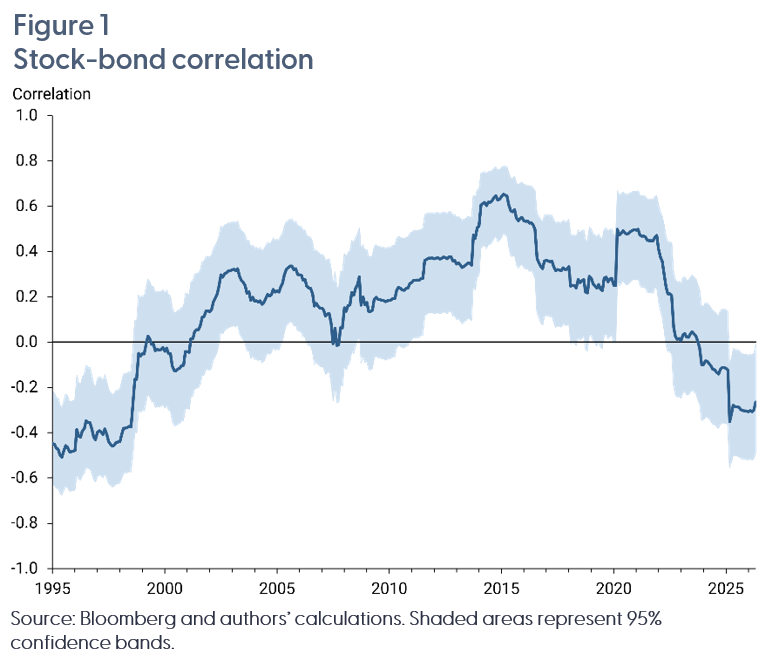 Figure 1
Stock-bond correlation
Correlation
1.0
0.8
0.6
0.4
0.2
0.0
-0.2
-0.4
-0.6
-0.8
-1.0
1995 2000 2005 2010 2015 2020 2025
Source: Bloomberg and authors’ calculations. Shaded areas represent 95%
confidence bands.